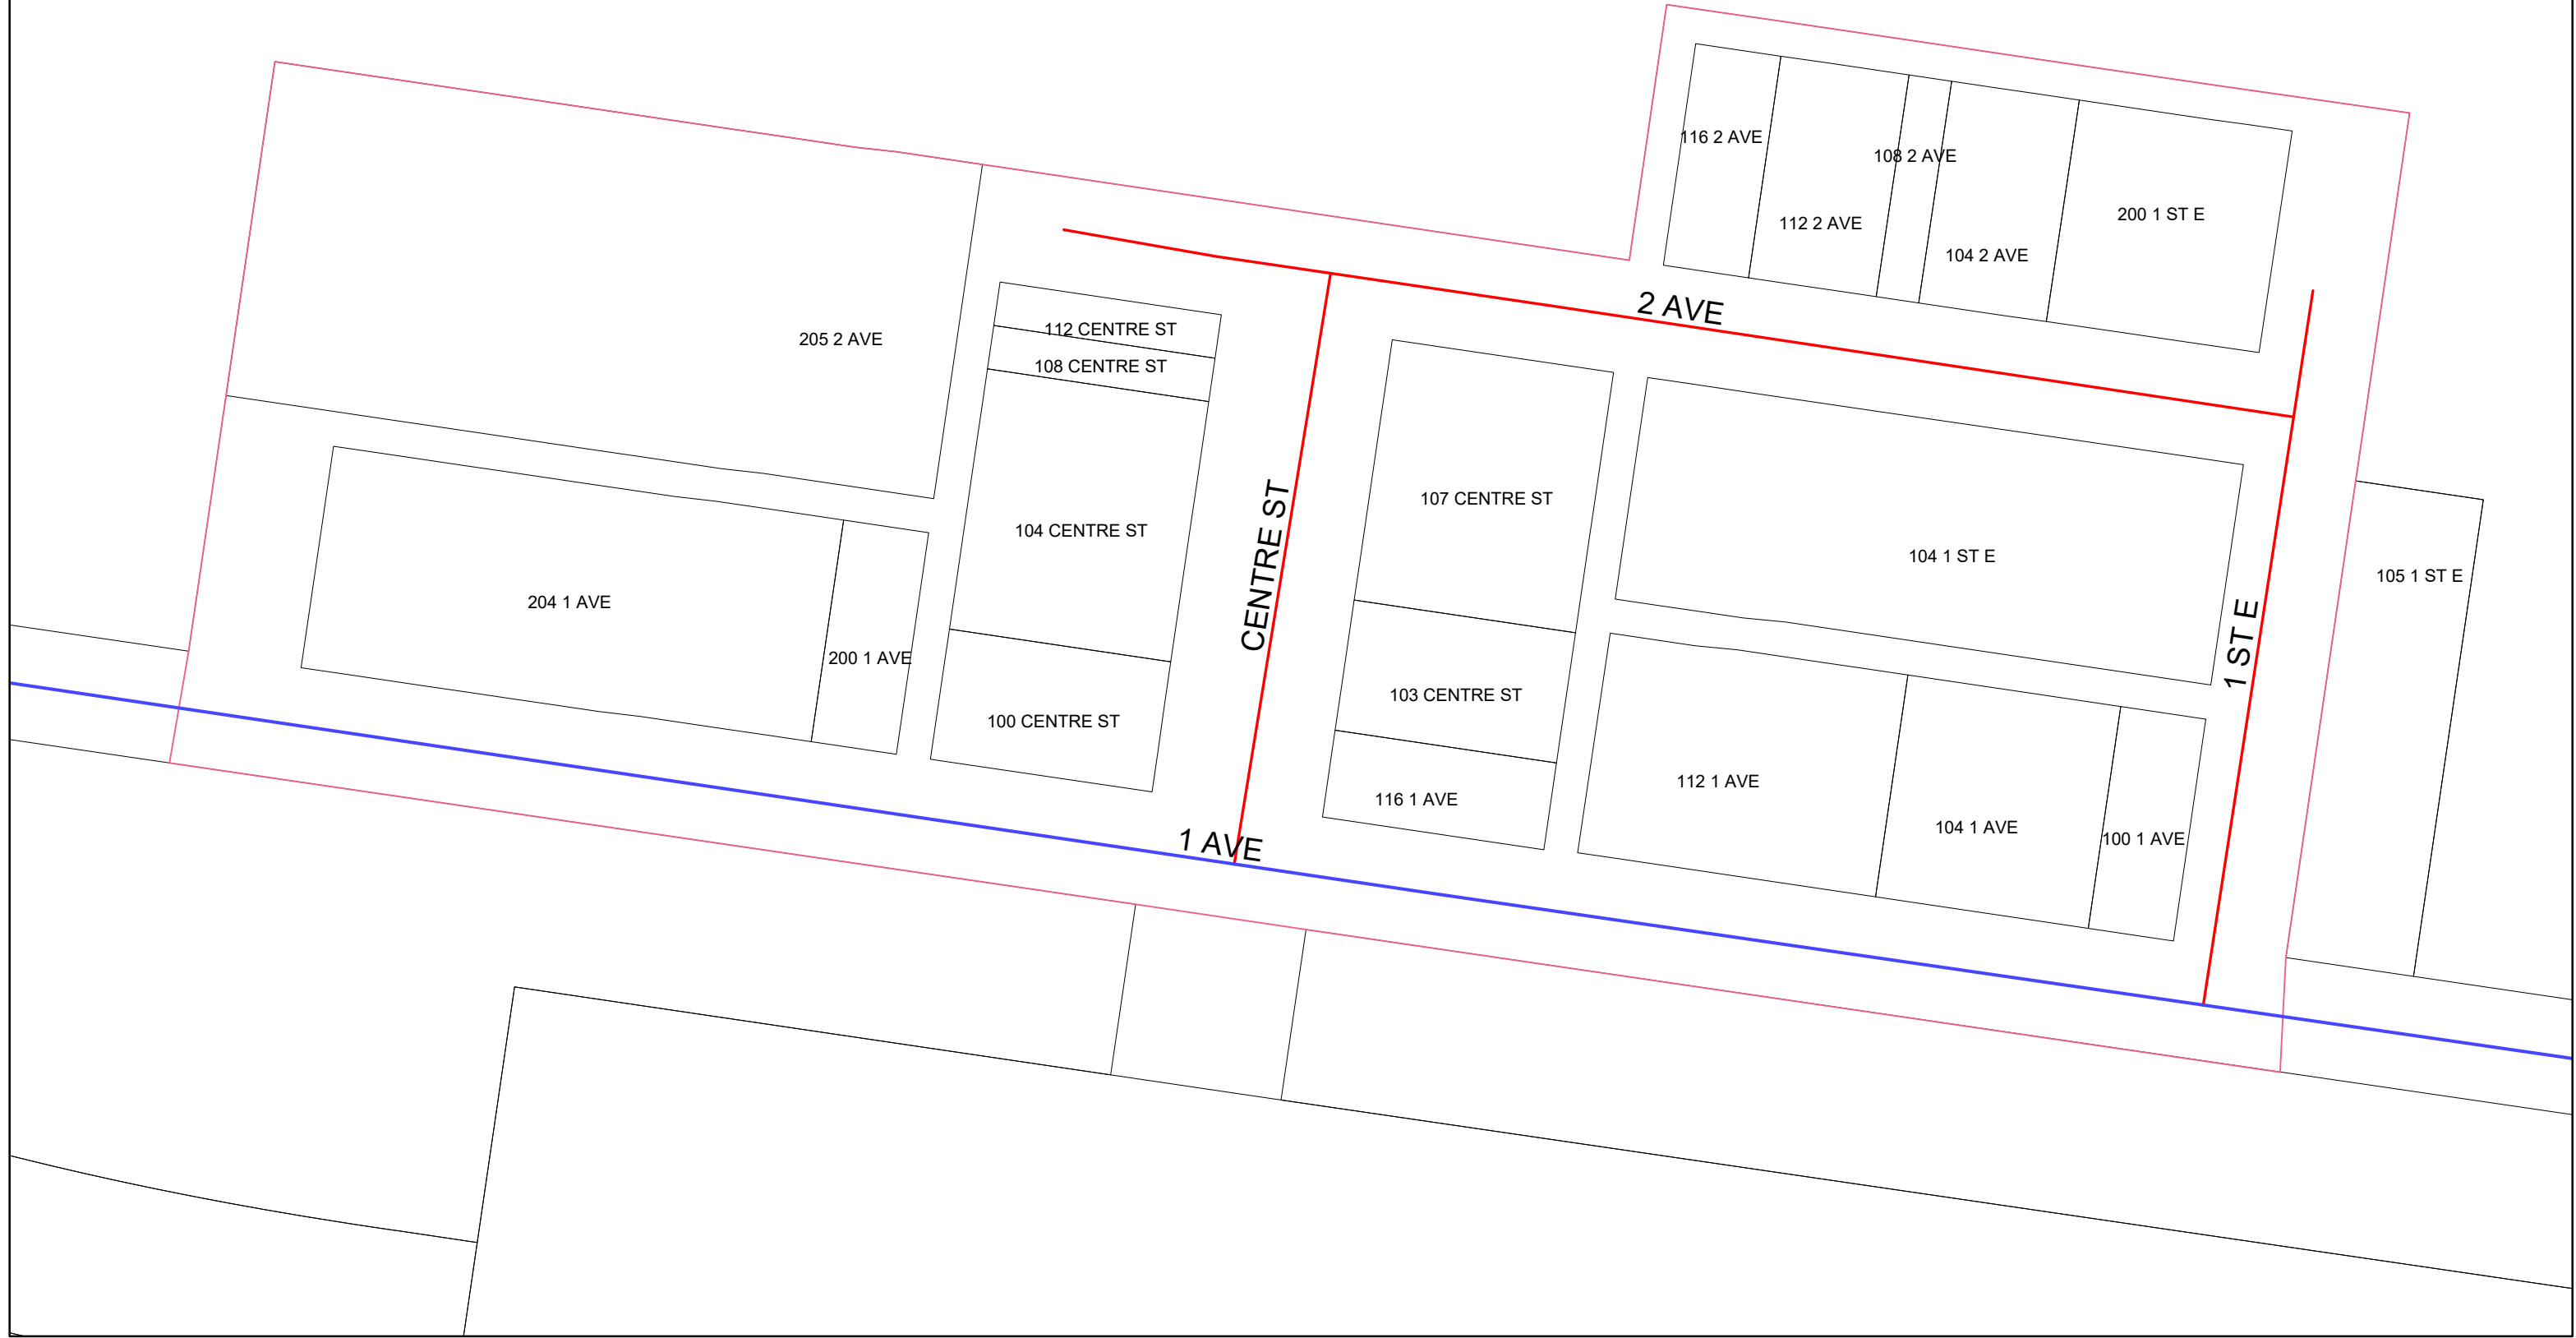 116 2 AVE
108 2 AVE
112 2 AVE
200 1 ST E
104 2 AVE
2 AVE
112 CENTRE ST
205 2 AVE
108 CENTRE ST
107 CENTRE ST
104 CENTRE ST
CENTRE ST
104 1 ST E
105 1 ST E
204 1 AVE
1 ST E
200 1 AVE
103 CENTRE ST
100 CENTRE ST
112 1 AVE
116 1 AVE
104 1 AVE
100 1 AVE
1 AVE